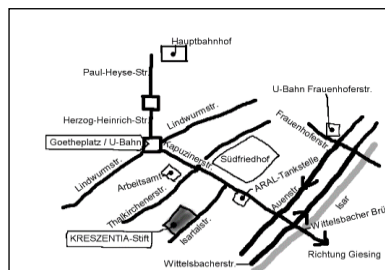 Hauptbahnhof
Paul-Heyse-Str.
U-Bahn Frauenhoferstr.
Herzog-Heinrich-Str.
Lindwurmstr.
Frauenhoferstr.
Goetheplatz / U-Bahn
Kapuzinerstr.
Südfriedhof
ARAL-Tankstelle
Lindwurmstr.
Arbeitsamt
Auenstr.
Isar
Thalkirchenerstr.
Isartalstr.
Wittelsbacher Brü
KRESZENTIA-Stift
Richtung Giesing
Wittelsbacherstr.